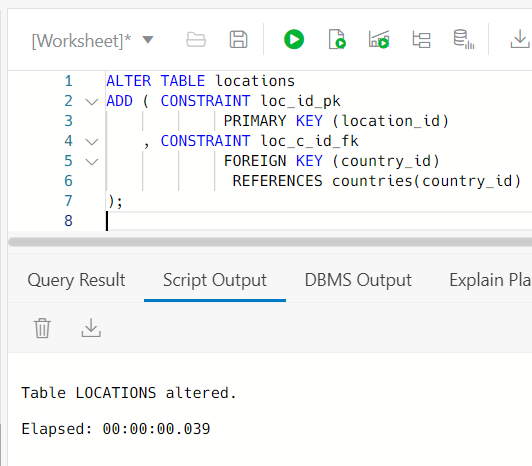 [Worksheet]*
1 ALTER TABLE locations
2 ADD ( CONSTRAINT loc_id_pk
3 PRIMARY KEY (location_id)
4 , CONSTRAINT loc_c_id_fk
5 FOREIGN KEY (country_id)
6 REFERENCES countries(country_id)
7 );
8
Query Result Script Output DBMS Output Explain Pla
Table LOCATIONS altered.
Elapsed: 00:00:00.039